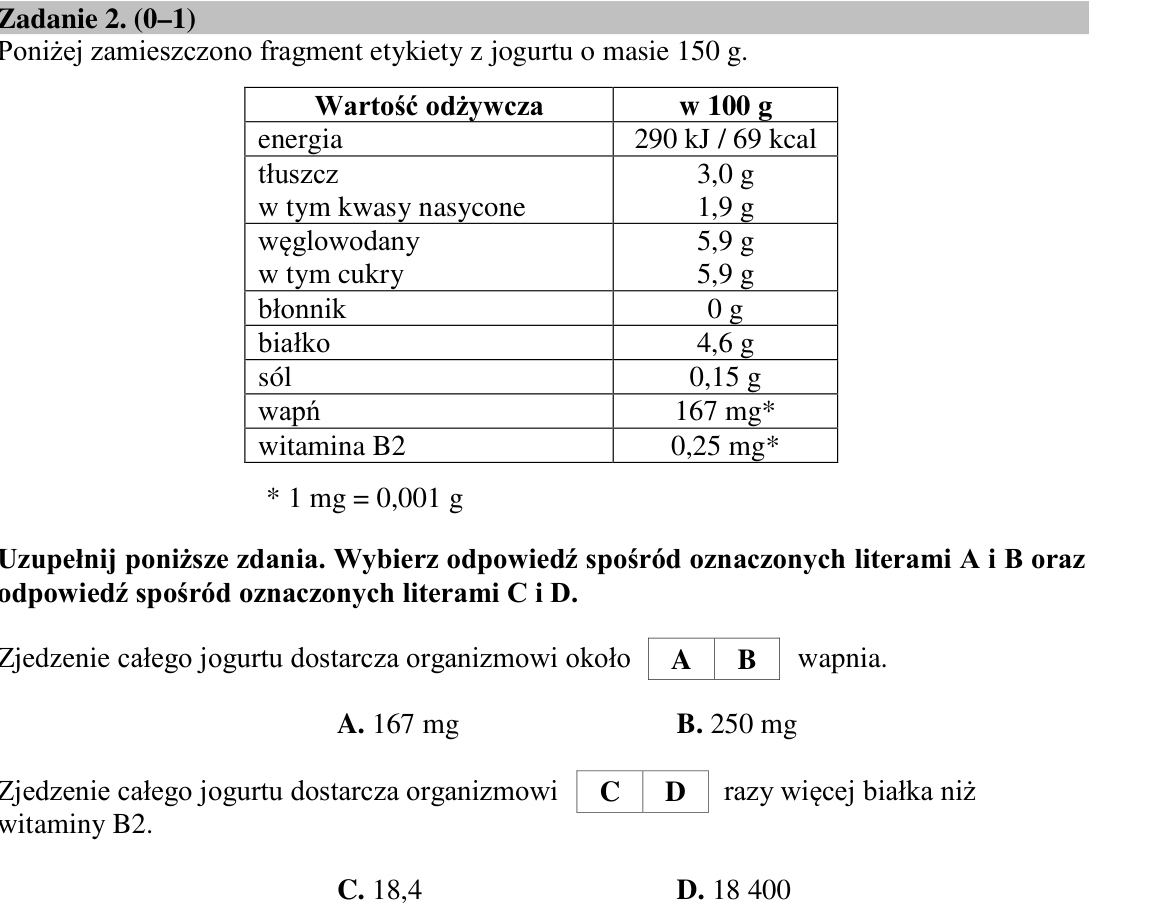 Zadanie 2. (0–1)
Poniżej zamieszczono fragment etykiety z jogurtu o masie 150 g.
Wartość odżywcza w 100 g
energia 290 kJ / 69 kcal
tłuszcz 3,0 g
w tym kwasy nasycone 1,9 g
węglowodany 5,9 g
w tym cukry 5,9 g
błonnik 0 g
białko 4,6 g
sól 0,15 g
wapń 167 mg*
witamina B2 0,25 mg*
* 1 mg = 0,001 g
Uzupełnij poniższe zdania. Wybierz odpowiedź spośród oznaczonych literami A i B oraz
odpowiedź spośród oznaczonych literami C i D.
Zjedzenie całego jogurtu dostarcza organizmowi około A B wapnia.
A. 167 mg B. 250 mg
Zjedzenie całego jogurtu dostarcza organizmowi C D razy więcej białka niż
witaminy B2.
C. 18,4 D. 18 400